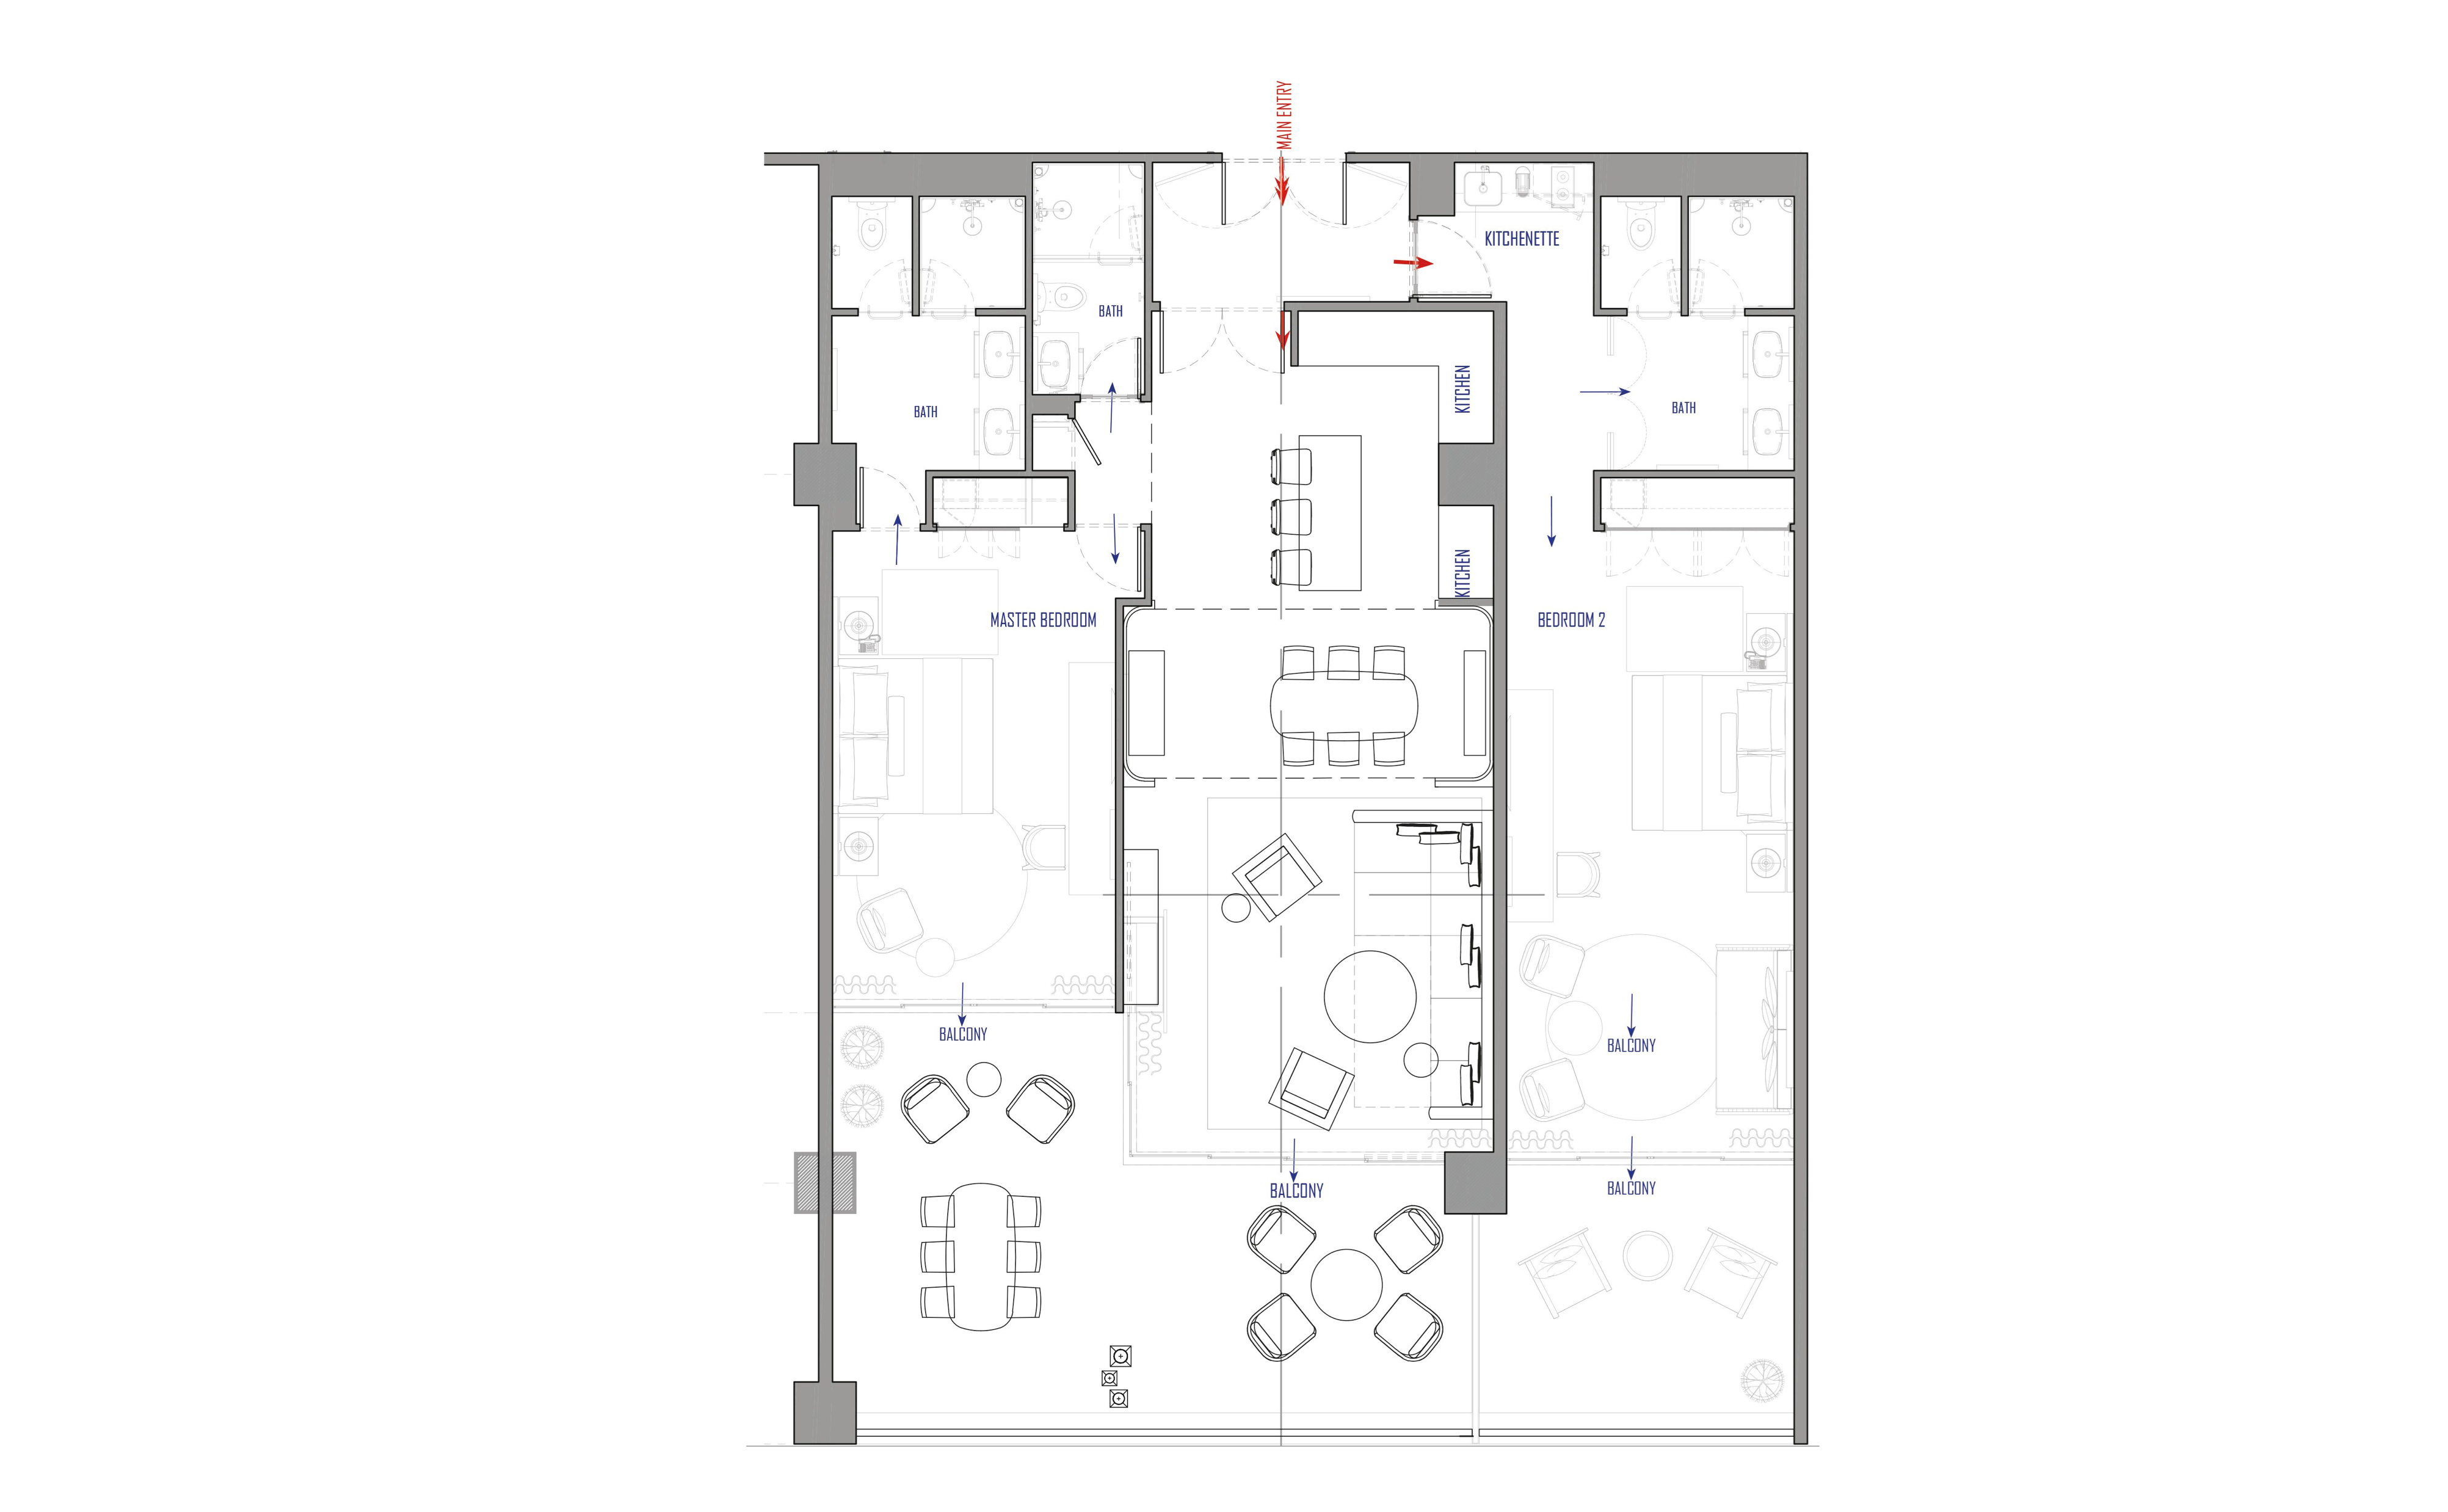 MAIN ENTRY
KITCHENETTE
BATH
BATH
BATH
KITCHEN
KITCHEN
MASTER BEDROOM
BEDROOM 2
BALCONY
BALCONY
BALCONY
BALCONY